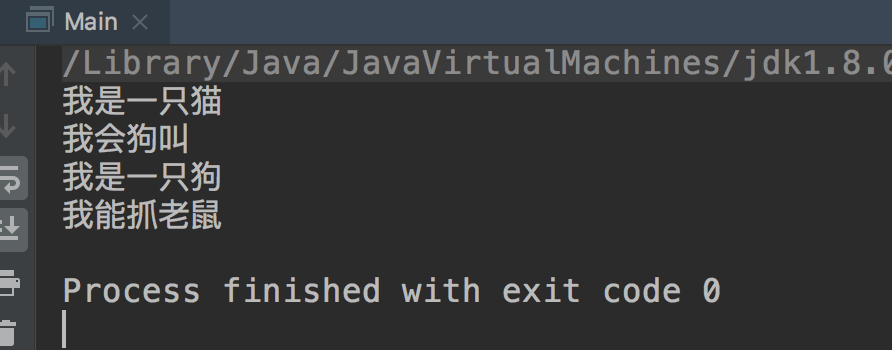 Main
/Library/Java/JavaVirtualMachines/jdk1.8.0
我是一只猫
我会狗叫
我是一只狗
我能抓老鼠
Process finished with exit code 0